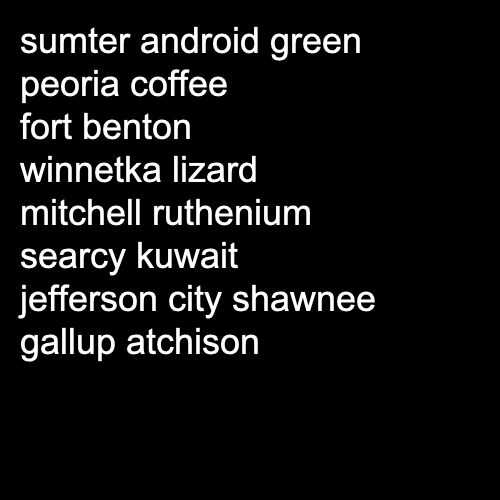 sumter android green
peoria coffee
fort benton
winnetka lizard
mitchell ruthenium
searcy kuwait
jefferson city shawnee
gallup atchison